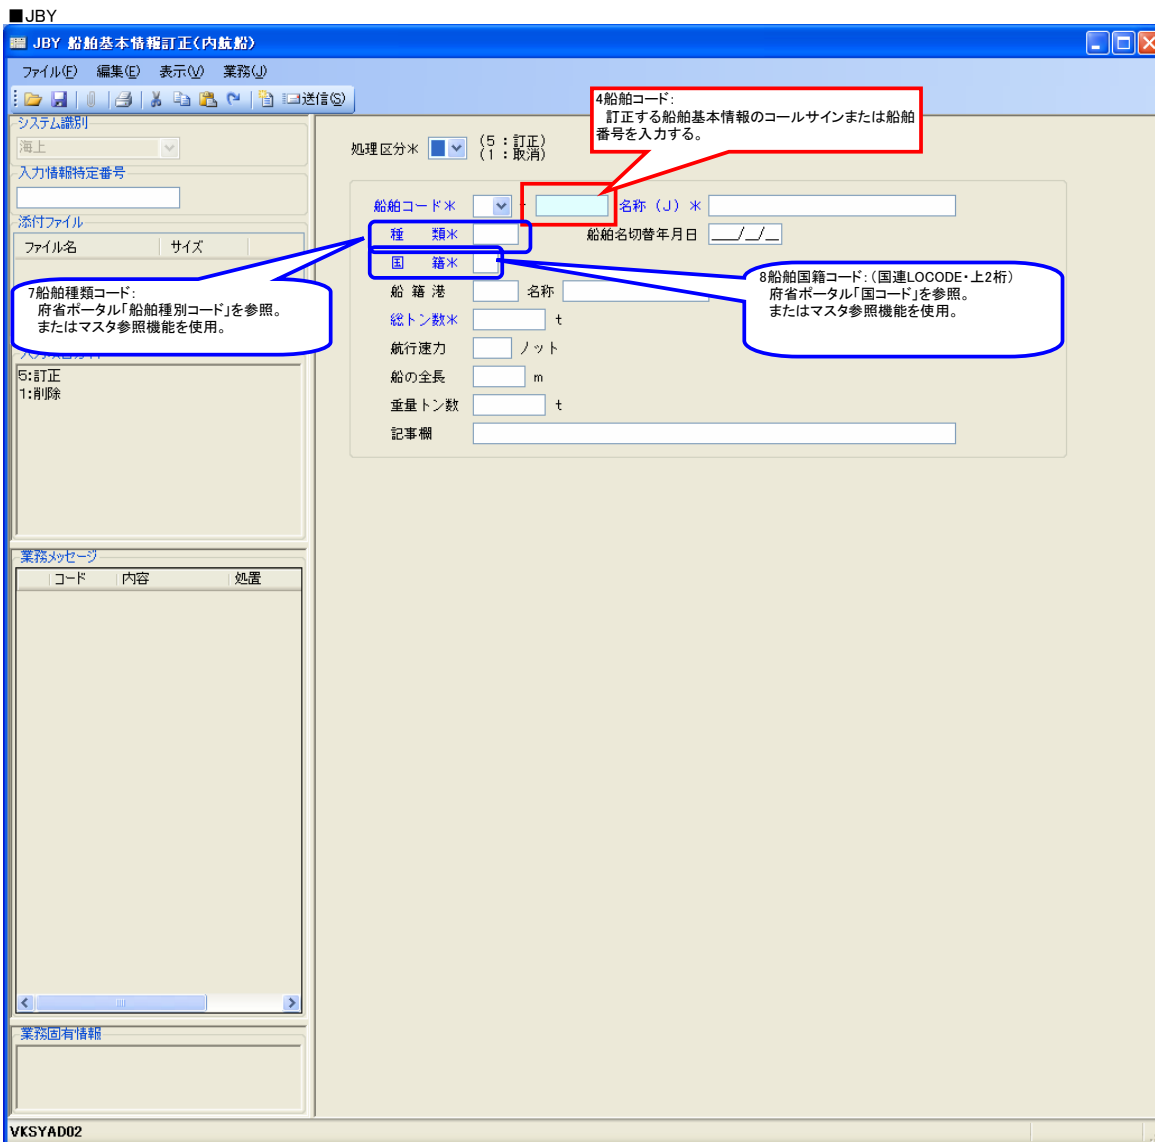 ■JBY
JBY 船舶基本情報訂正(内航船)
ファイル(F) 編集(E) 表示(V) 業務(J)
送信(S)
システム識別
海上
入力情報特定番号
添付ファイル
ファイル名 サイズ
4船舶コード:
訂正する船舶基本情報のコールサインまたは船舶
番号を入力する。
処理区分* (5:訂正)
(1:取消)
船舶コード* - 名称(J)*
種 類* 船舶名切替年月日 ___/__/__
国 籍*
7船舶種類コード:
府省ポータル「船舶種別コード」を参照。
またはマスタ参照機能を使用。
8船舶国籍コード:(国連LOCODE・上2桁)
府省ポータル「国コード」を参照。
またはマスタ参照機能を使用。
船 籍 港 名称
総トン数* t
航行速力 ノット
船の全長 m
重量トン数 t
記事欄
5:訂正
1:削除
業務メッセージ
コード 内容 処置
業務固有情報
VKSYAD02